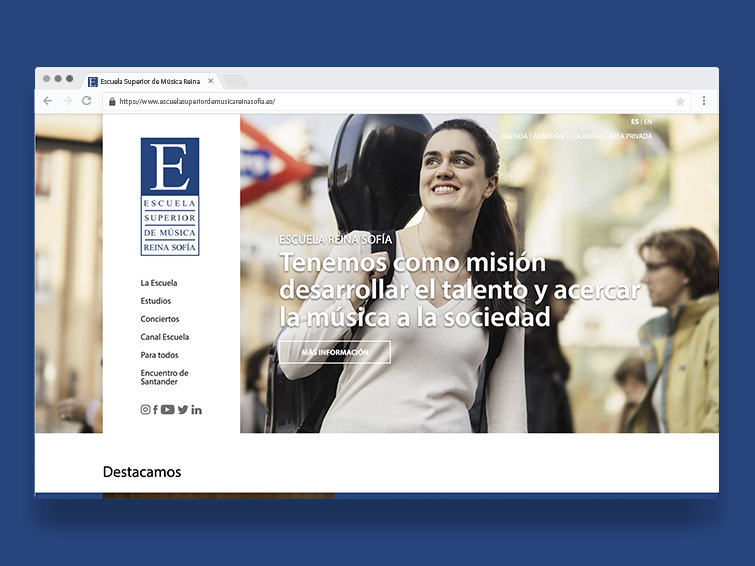 Escuela Superior de Música Reina
https://www.escuelasuperiordemusicareinasofia.es/
ES | EN
AGENDA | ADMISIÓN | COLABORA | ÁREA PRIVADA
E
ESCUELA
SUPERIOR
DE MÚSICA
REINA SOFÍA
La Escuela
Estudios
Conciertos
Canal Escuela
Para todos
Encuentro de
Santander
ESCUELA REINA SOFÍA
Tenemos como misión
desarrollar el talento y acercar
la música a la sociedad
MÁS INFORMACIÓN
Destacamos